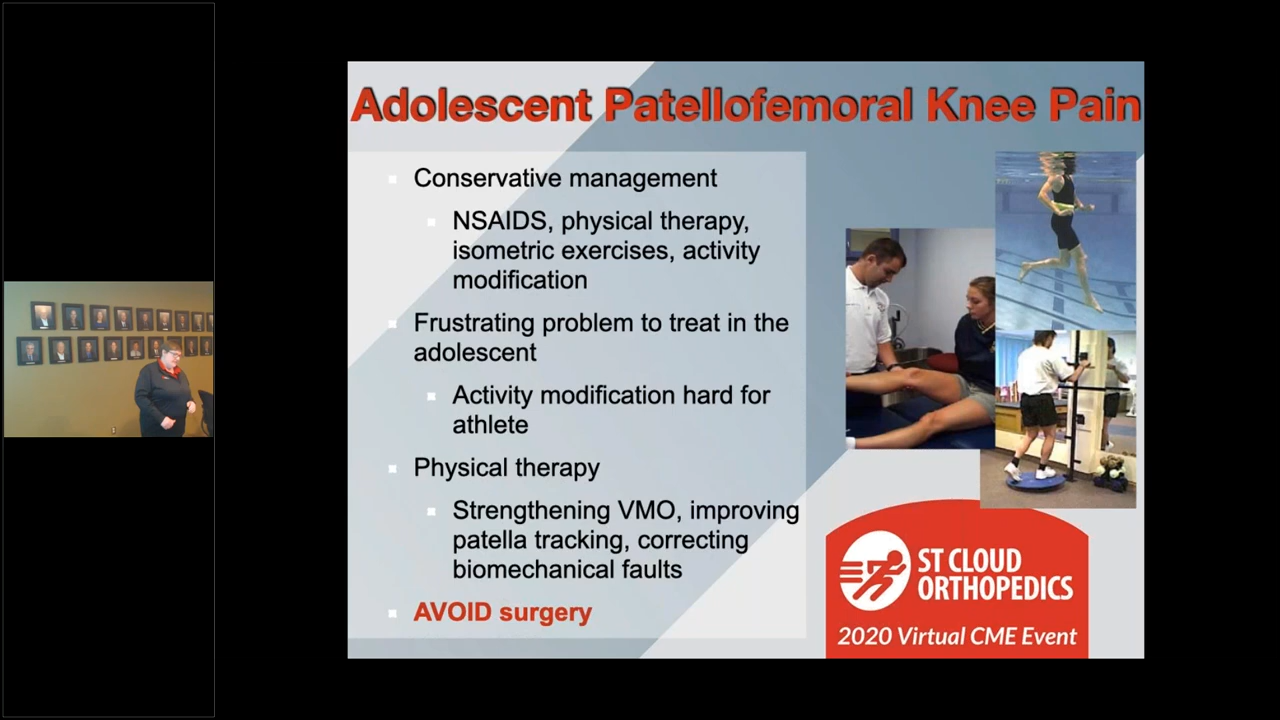 Adolescent Patellofemoral Knee Pain
Conservative management
NSAIDS, physical therapy,
isometric exercises, activity
modification
Frustrating problem to treat in the
adolescent
Activity modification hard for
athlete
Physical therapy
Strengthening VMO, improving
patella tracking, correcting
biomechanical faults
AVOID surgery
ST CLOUD
ORTHOPEDICS
2020 Virtual CME Event